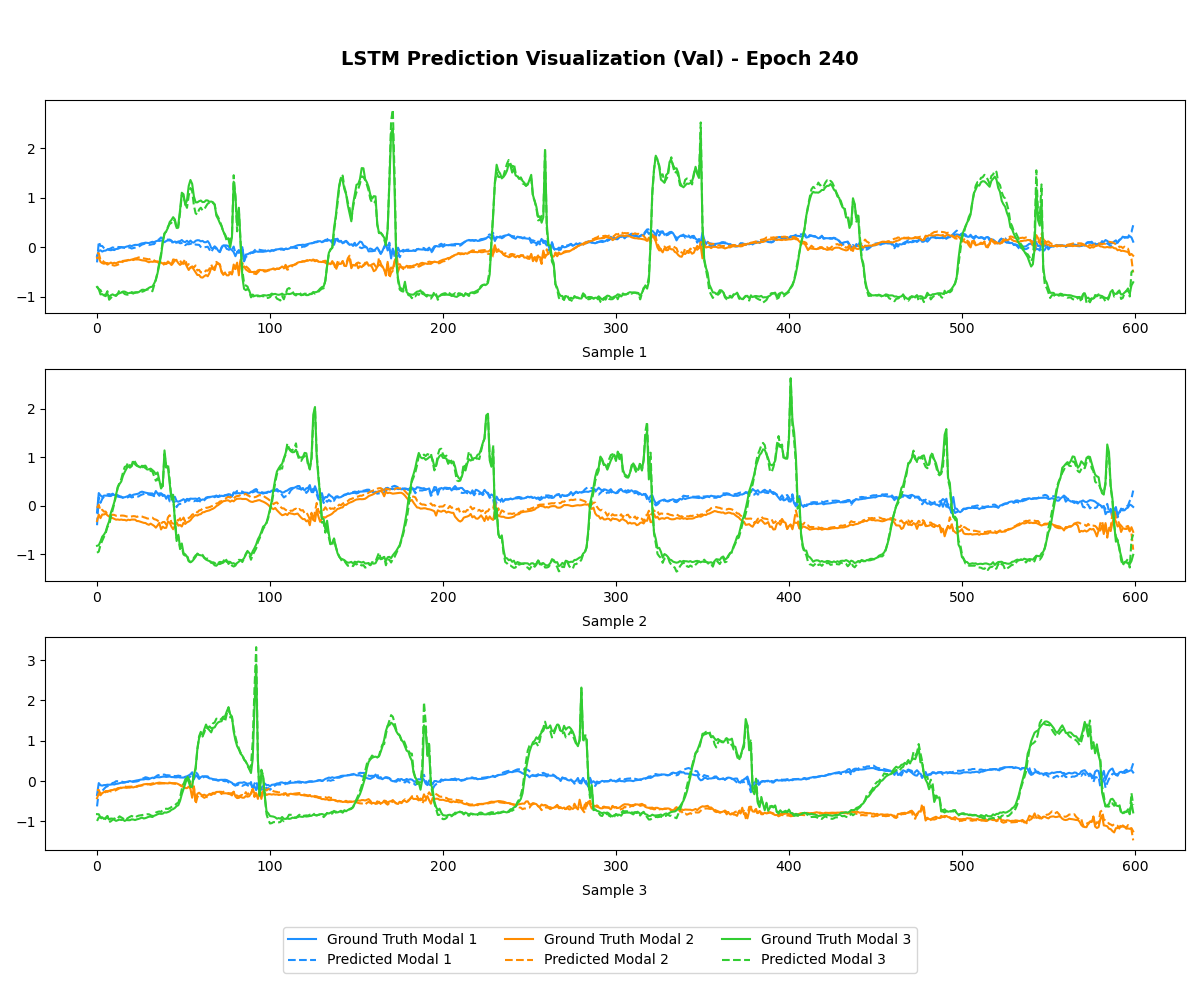 LSTM Prediction Visualization (Val) - Epoch 240
2
1
0
−1
0 100 200 300 400 500 600
Sample 1
2
1
0
−1
0 100 200 300 400 500 600
Sample 2
3
2
1
0
−1
0 100 200 300 400 500 600
Sample 3
Ground Truth Modal 1 Ground Truth Modal 2 Ground Truth Modal 3
Predicted Modal 1 Predicted Modal 2 Predicted Modal 3